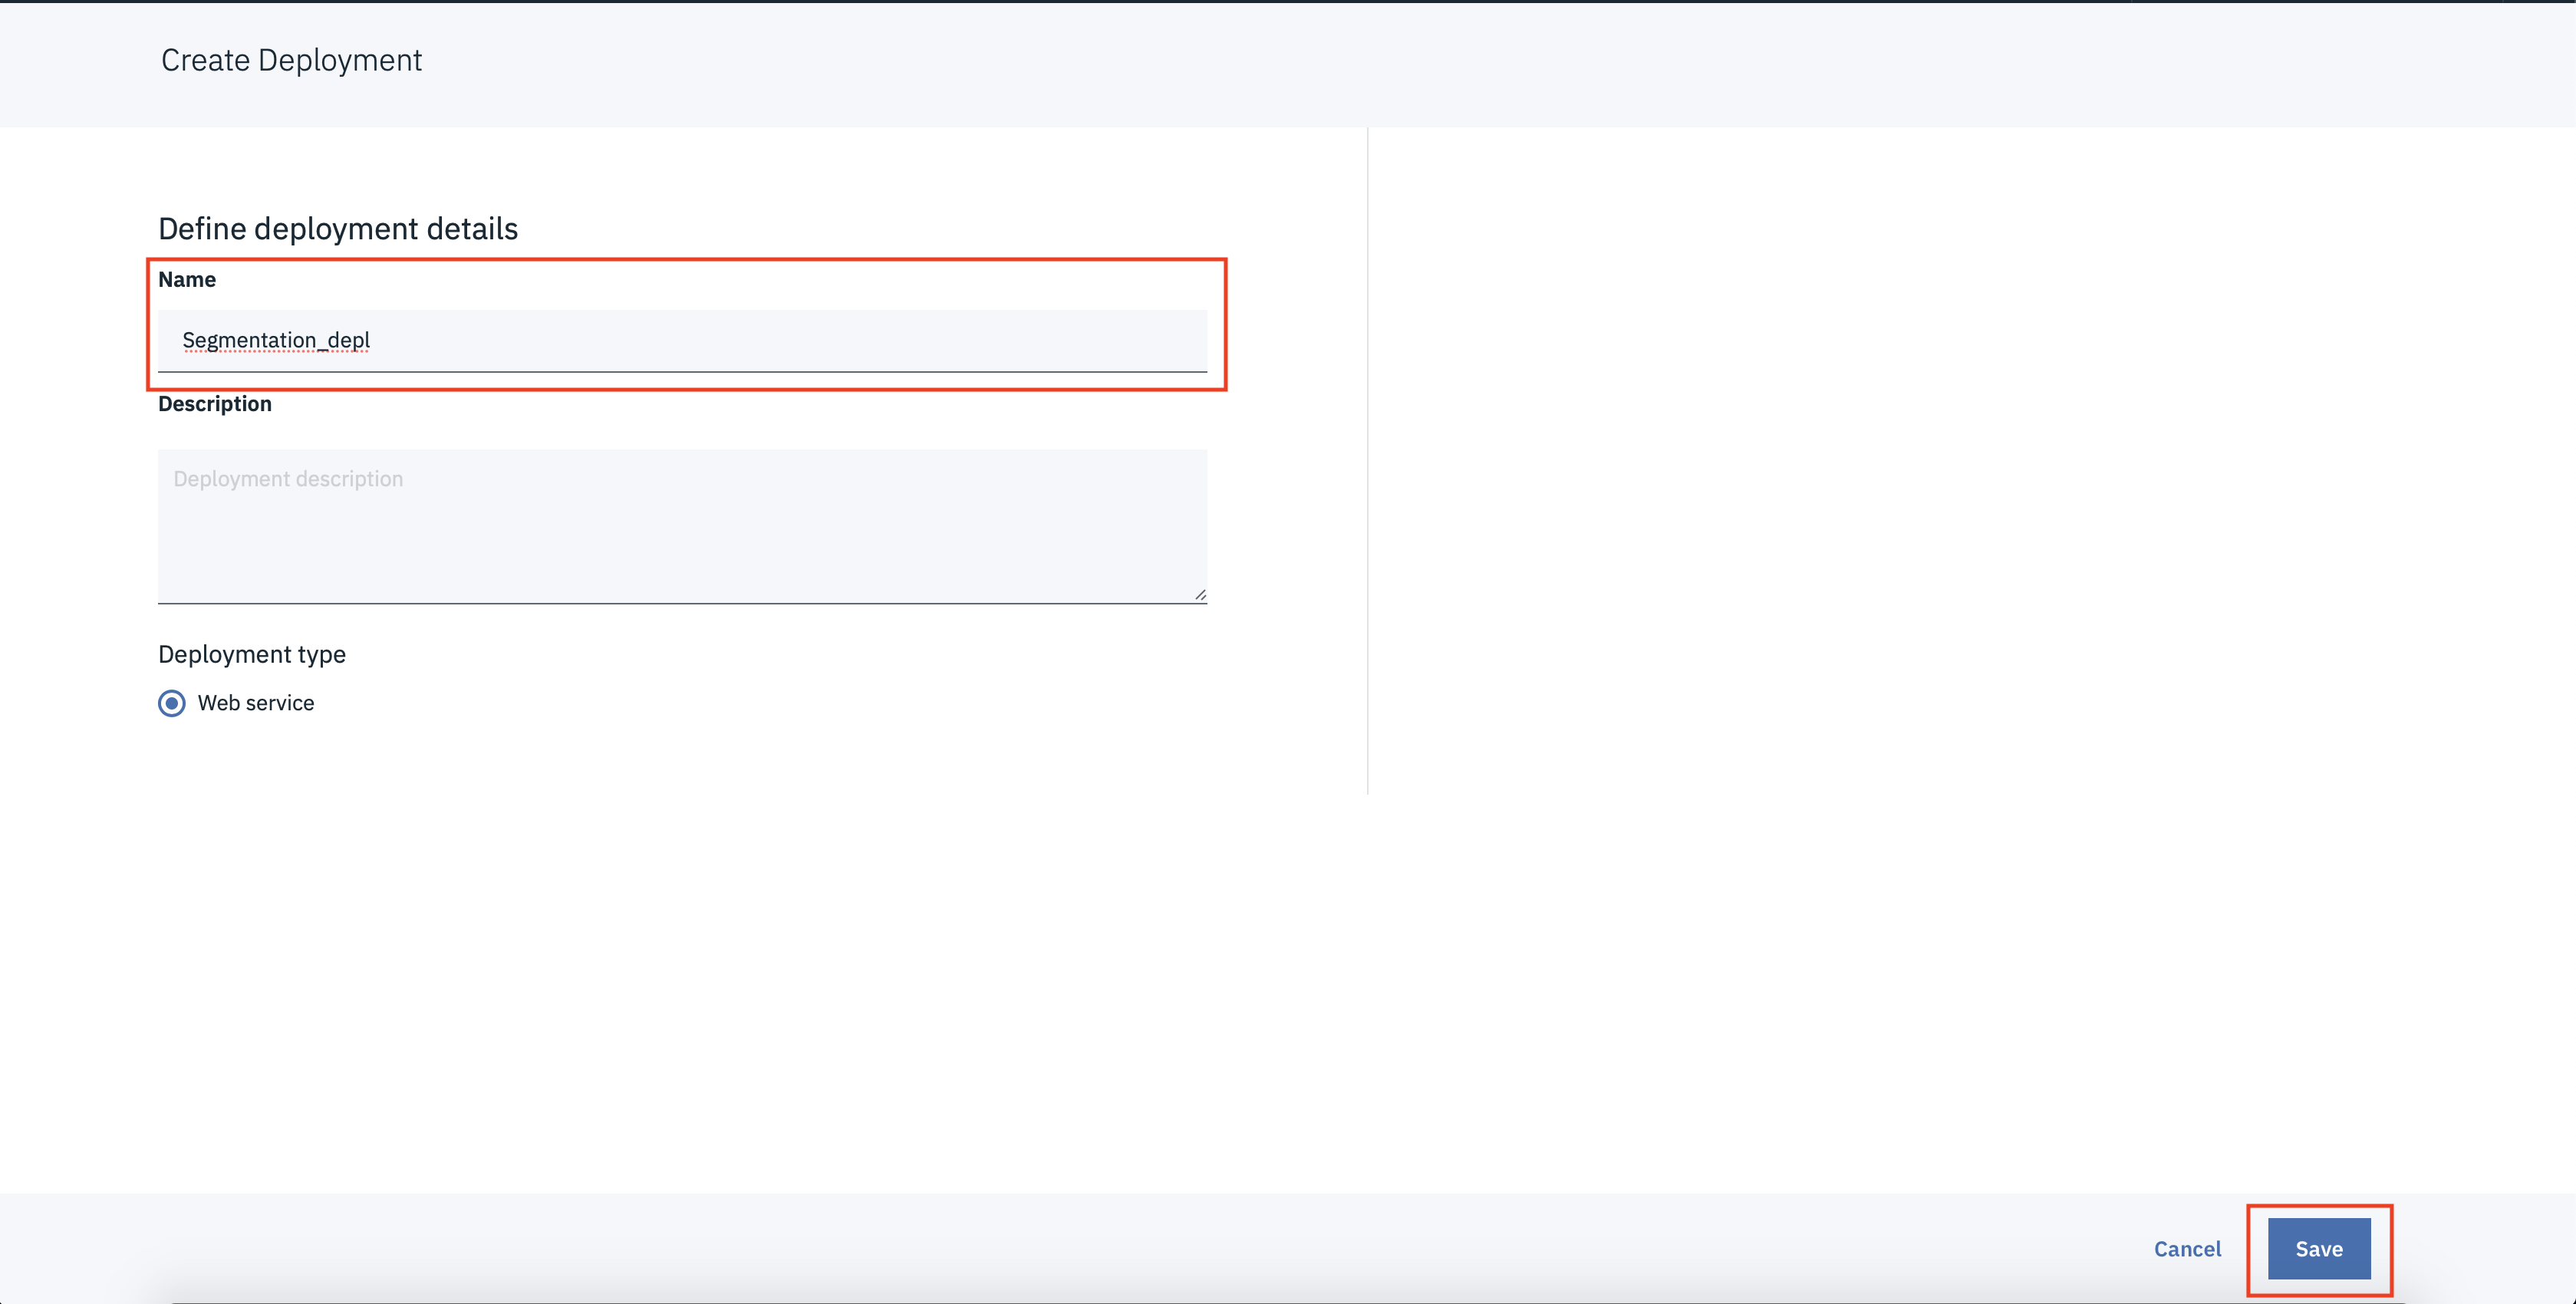 Create Deployment
Define deployment details
Name
Segmentation_depl
Description
Deployment description
Deployment type
Web service
Cancel
Save